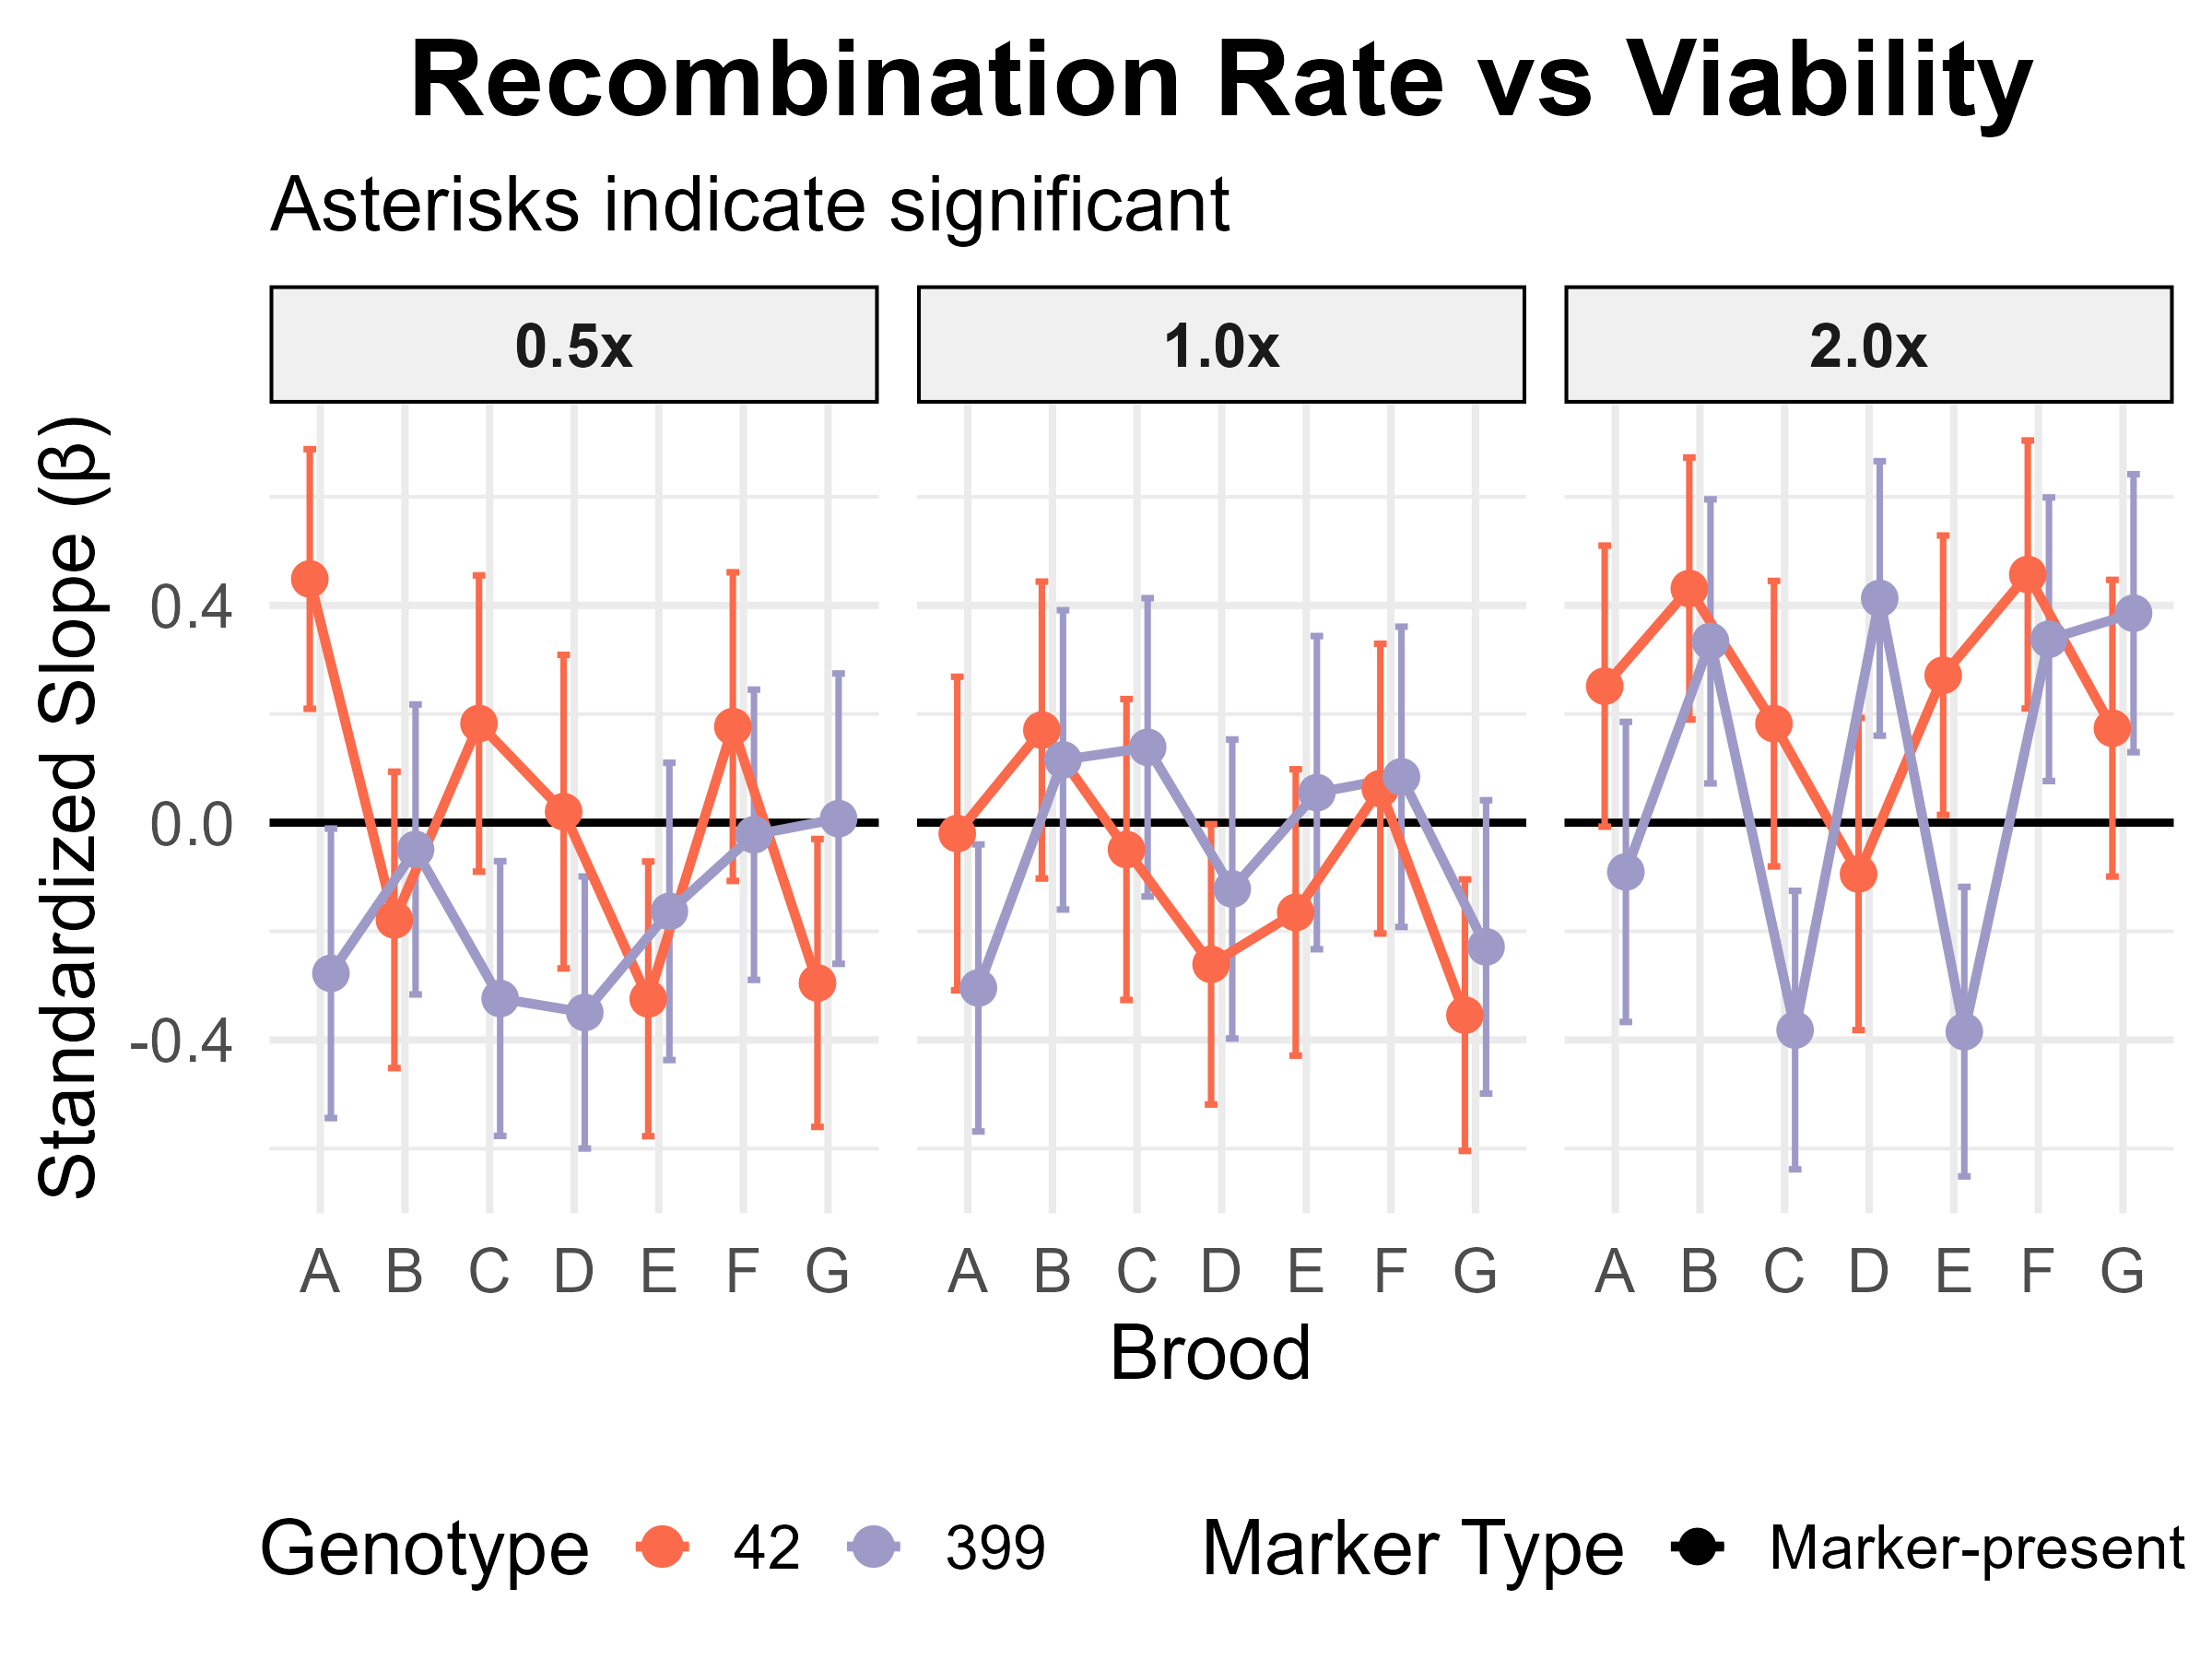 Recombination Rate vs Viability
Asterisks indicate significant
0.5x 1.0x 2.0x
Standardized Slope (β)
0.4
0.0
-0.4
A B C D E F G A B C D E F G A B C D E F G
Brood
Genotype 42 399 Marker Type Marker-present